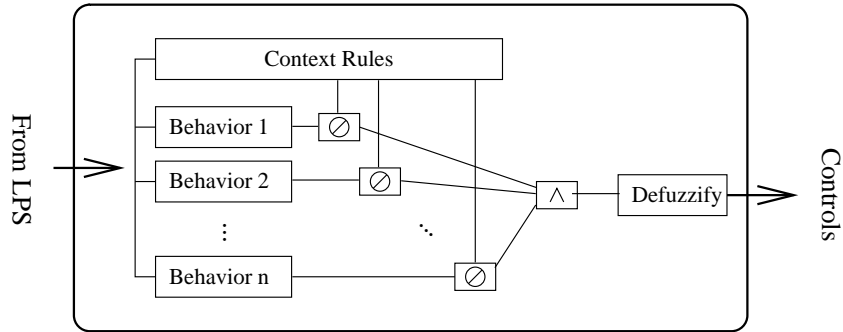 Context Rules
From LPS
Behavior 1
Behavior 2
⋮
⋱
Behavior n
∧
Defuzzify
Controls